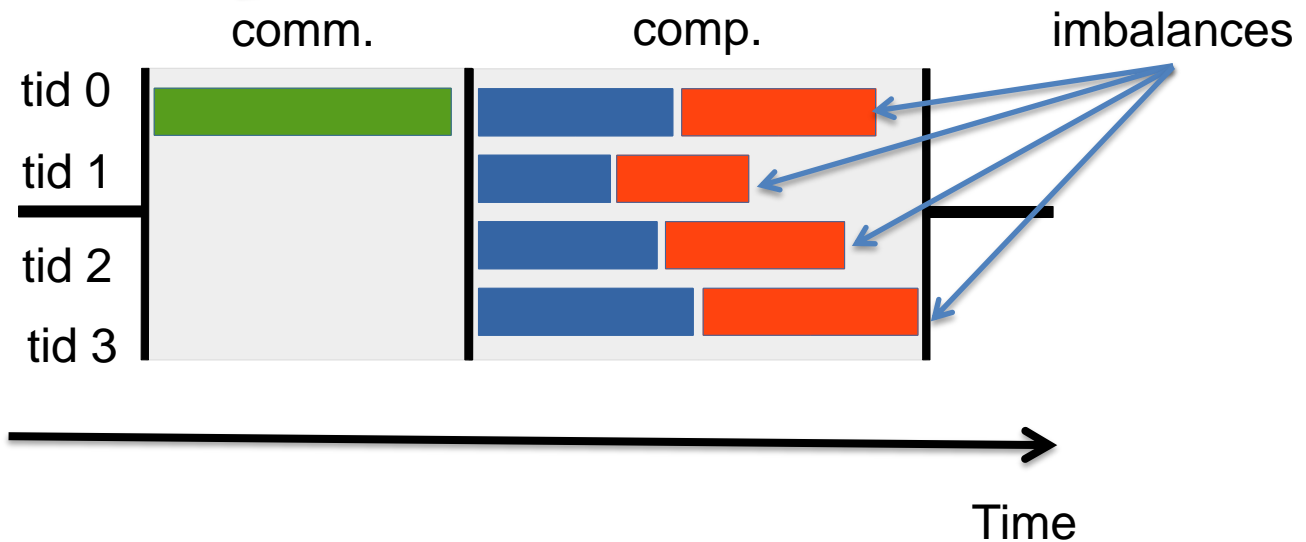 comm. comp. imbalances
tid 0
tid 1
tid 2
tid 3
Time